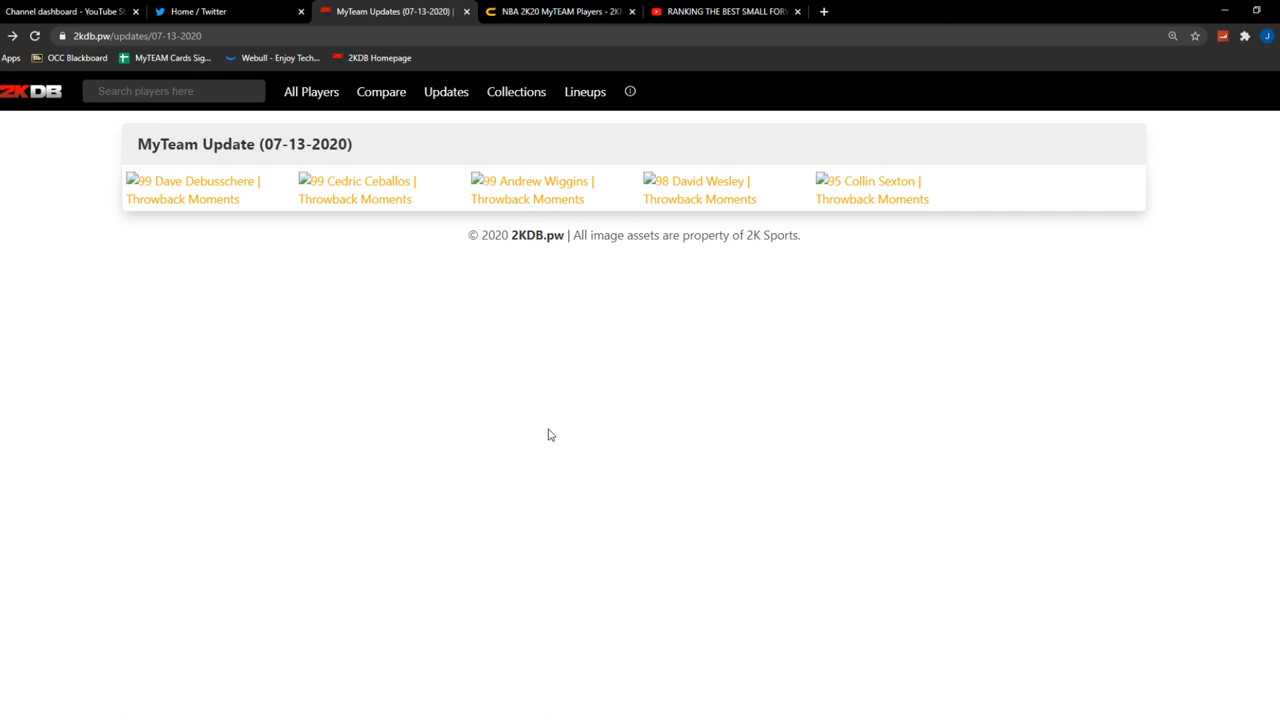 Channel dashboard - YouTube St
Home / Twitter
MyTeam Updates (07-13-2020) |
NBA 2K20 MyTEAM Players - 2K
RANKING THE BEST SMALL FOR
2kdb.pw/updates/07-13-2020
J
Apps
OCC Blackboard
MyTEAM Cards Sig...
Webull - Enjoy Tech...
2KDB Homepage
2KDB
Search players here
All Players
Compare
Updates
Collections
Lineups
MyTeam Update (07-13-2020)
99 Dave Debusschere |
Throwback Moments
99 Cedric Ceballos |
Throwback Moments
99 Andrew Wiggins |
Throwback Moments
98 David Wesley |
Throwback Moments
95 Collin Sexton |
Throwback Moments
© 2020 2KDB.pw | All image assets are property of 2K Sports.